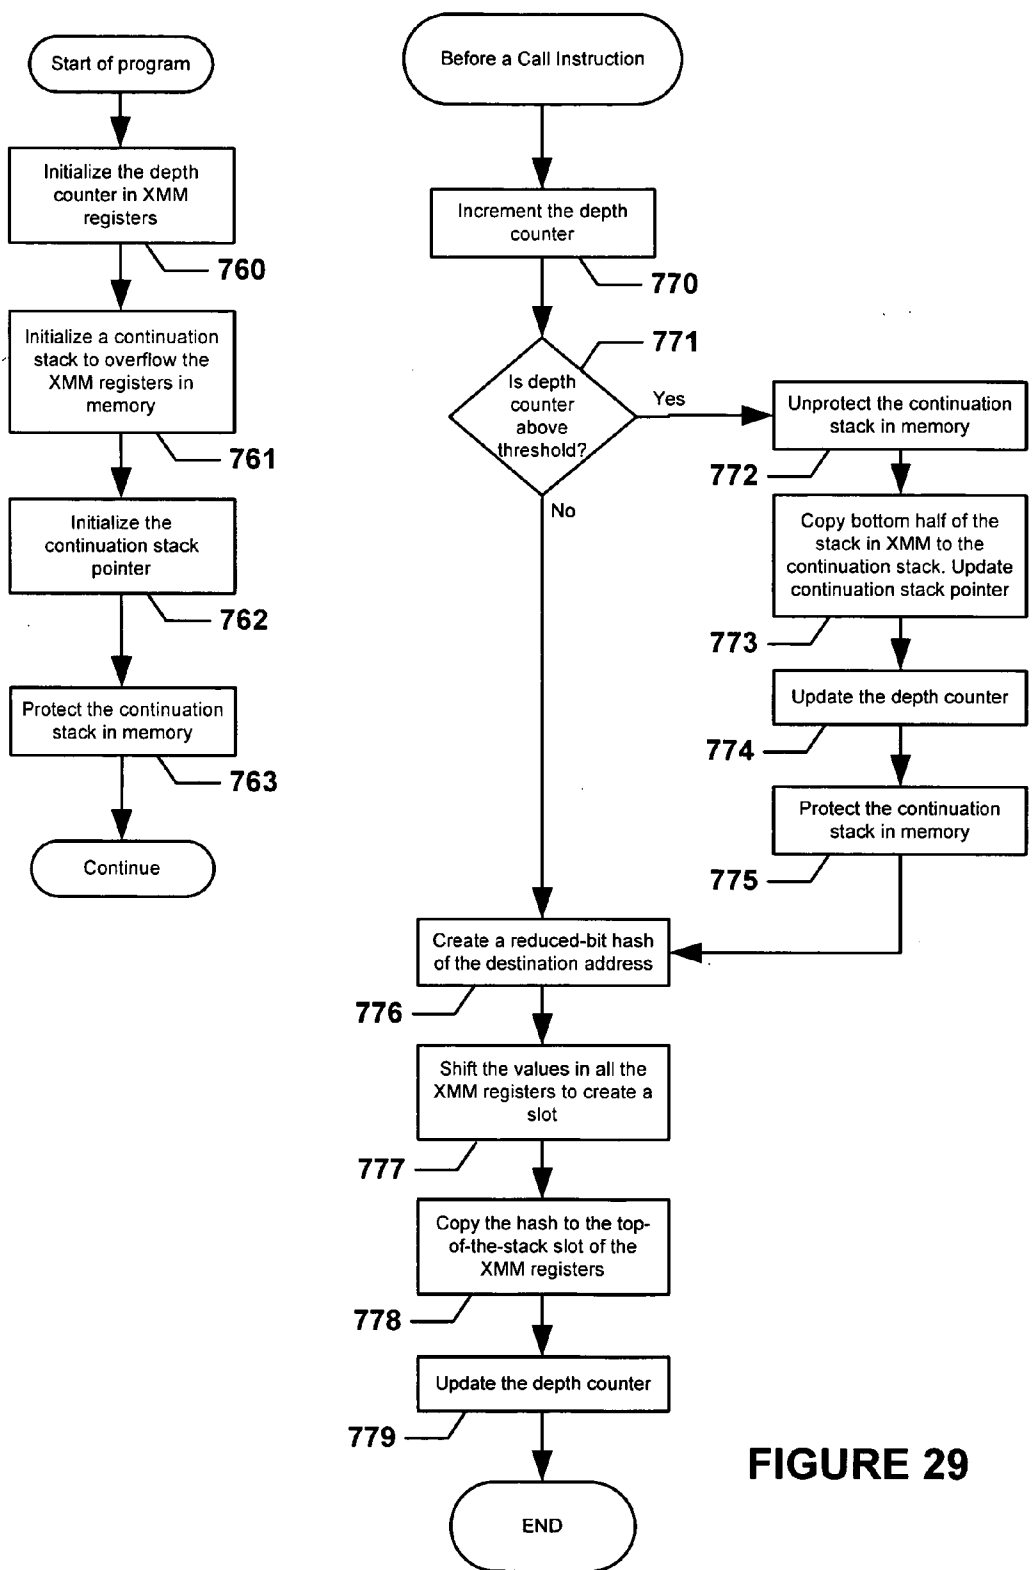 Start of program
Initialize the depth
counter in XMM
registers
760
Initialize a continuation
stack to overflow the
XMM registers in
memory
761
Initialize the
continuation stack
pointer
762
Protect the continuation
stack in memory
763
Continue
Before a Call Instruction
Increment the depth
counter
770
771
Is depth
counter
above
threshold?
Yes
No
Unprotect the continuation
stack in memory
772
Copy bottom half of the
stack in XMM to the
continuation stack. Update
continuation stack pointer
773
Update the depth counter
774
Protect the continuation
stack in memory
775
Create a reduced-bit hash
of the destination address
776
Shift the values in all the
XMM registers to create a
slot
777
Copy the hash to the top-
of-the-stack slot of the
XMM registers
778
Update the depth counter
779
END
FIGURE 29